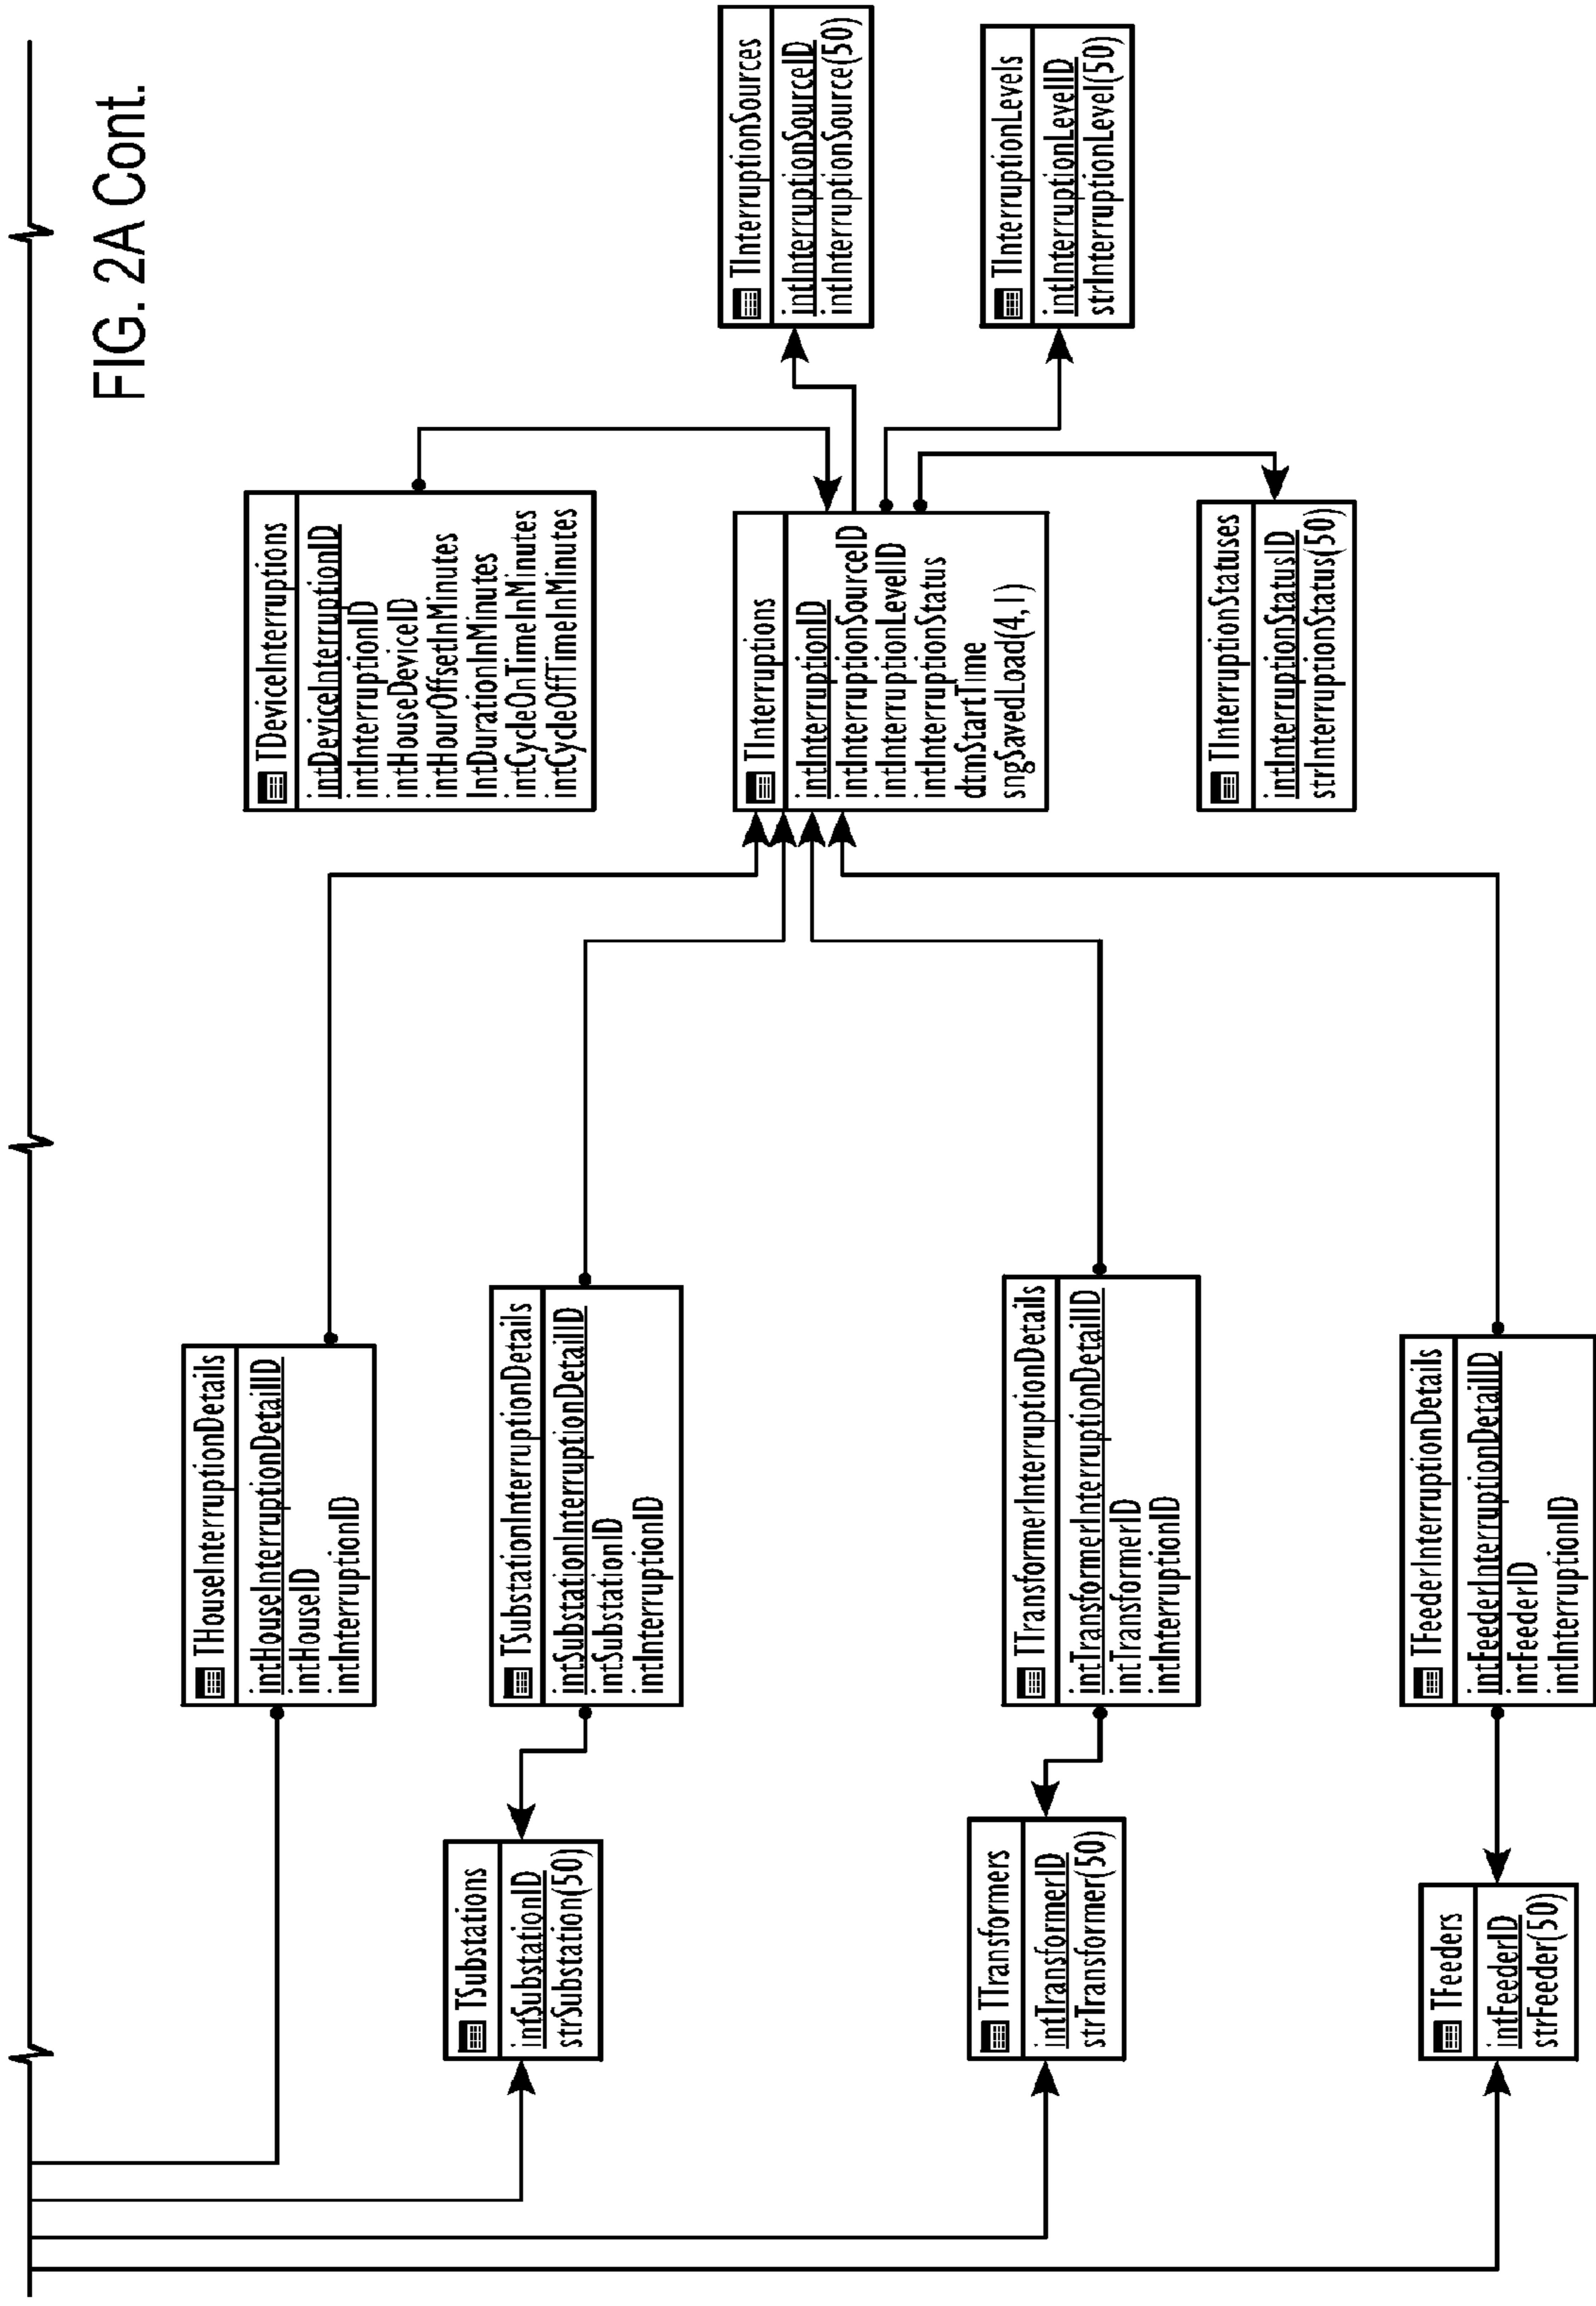 FIG. 2A Cont.
THouseInterruptionDetails
intHouseInterruptionDetailID
intHouseID
intInterruptionID
TDeviceInterruptions
intDeviceInterruptionID
intInterruptionID
intHouseDeviceID
intHourOffsetInMinutes
IntDurationInMinutes
intCycleOnTimeInMinutes
intCycleOffTimeInMinutes
TSubstations
intSubstationID
strSubstation(50)
TSubstationInterruptionDetails
intSubstationInterruptionDetailID
intSubstationID
intInterruptionID
TInterruptions
intInterruptionID
intInterruptionSourceID
intInterruptionLevelID
intInterruptionStatus
dtmStartTime
sngSavedLoad(4,1)
TInterruptionSources
intInterruptionSourceID
intInterruptionSource(50)
TInterruptionLevels
intInterruptionLevelID
strInterruptionLevel(50)
TTransformers
intTransformerID
strTransformer(50)
TTransformerInterruptionDetails
intTransformerInterruptionDetailID
intTransformerID
intInterruptionID
TInterruptionStatuses
intInterruptionStatusID
strInterruptionStatus(50)
TFeeders
intFeederID
strFeeder(50)
TFeederInterruptionDetails
intFeederInterruptionDetailID
intFeederID
intInterruptionID